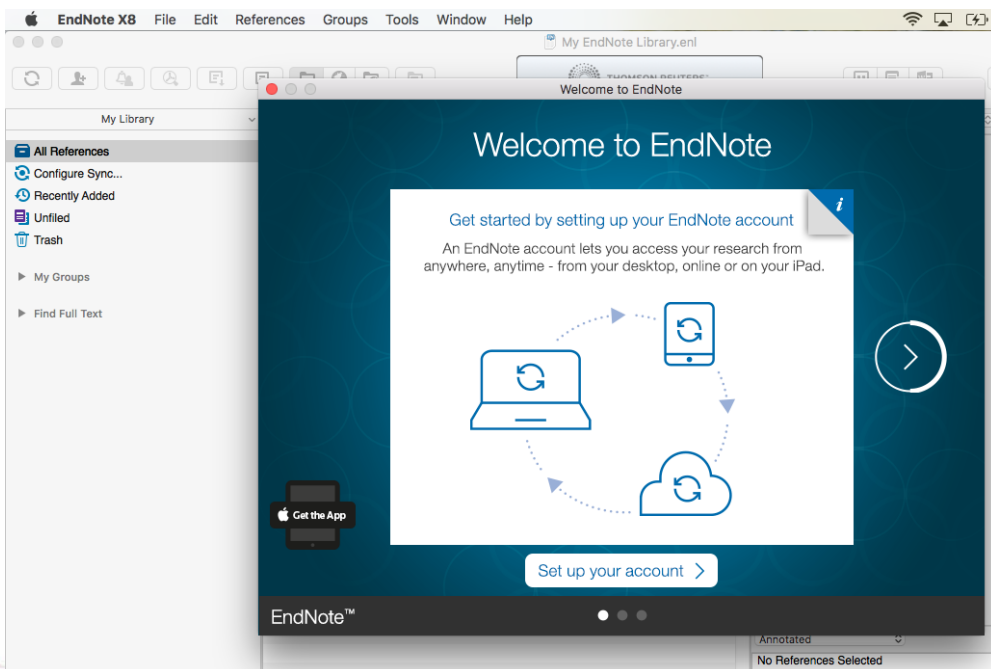 EndNote X8 File Edit References Groups Tools Window Help
My EndNote Library.enl
THOMSON REUTERS
Welcome to EndNote
My Library
Welcome to EndNote
All References
Configure Sync...
Recently Added
Unfiled
Trash
My Groups
Find Full Text
i
Get started by setting up your EndNote account
An EndNote account lets you access your research from
anywhere, anytime - from your desktop, online or on your iPad.
Get the App
Set up your account
EndNote™
Annotated
No References Selected